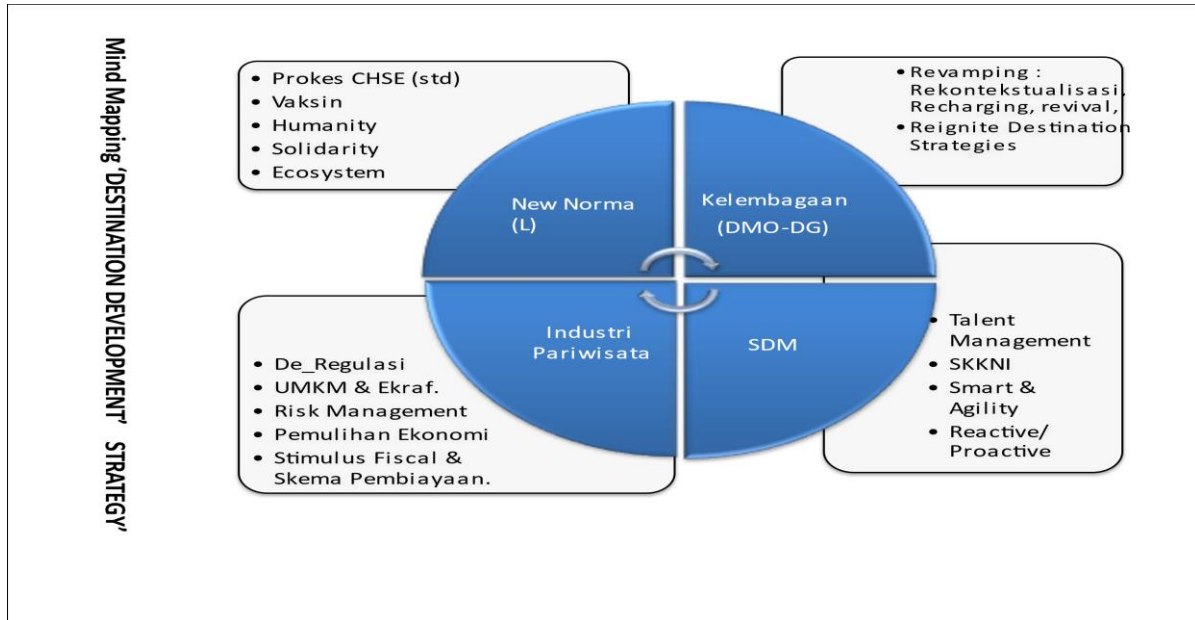 Mind Mapping ‘DESTINATION DEVELOPMENT’ STRATEGY’
• Prokes CHSE (std)
• Vaksin
• Humanity
• Solidarity
• Ecosystem
• Revamping :
Rekontekstualisasi,
Recharging, revival,
• Reignite Destination
Strategies
New Norma
(L)
Kelembagaan
(DMO-DG)
Industri
Pariwisata
SDM
• De_Regulasi
• UMKM & Ekraf.
• Risk Management
• Pemulihan Ekonomi
• Stimulus Fiscal &
Skema Pembiayaan.
• Talent
Management
• SKKNI
• Smart &
Agility
• Reactive/
Proactive